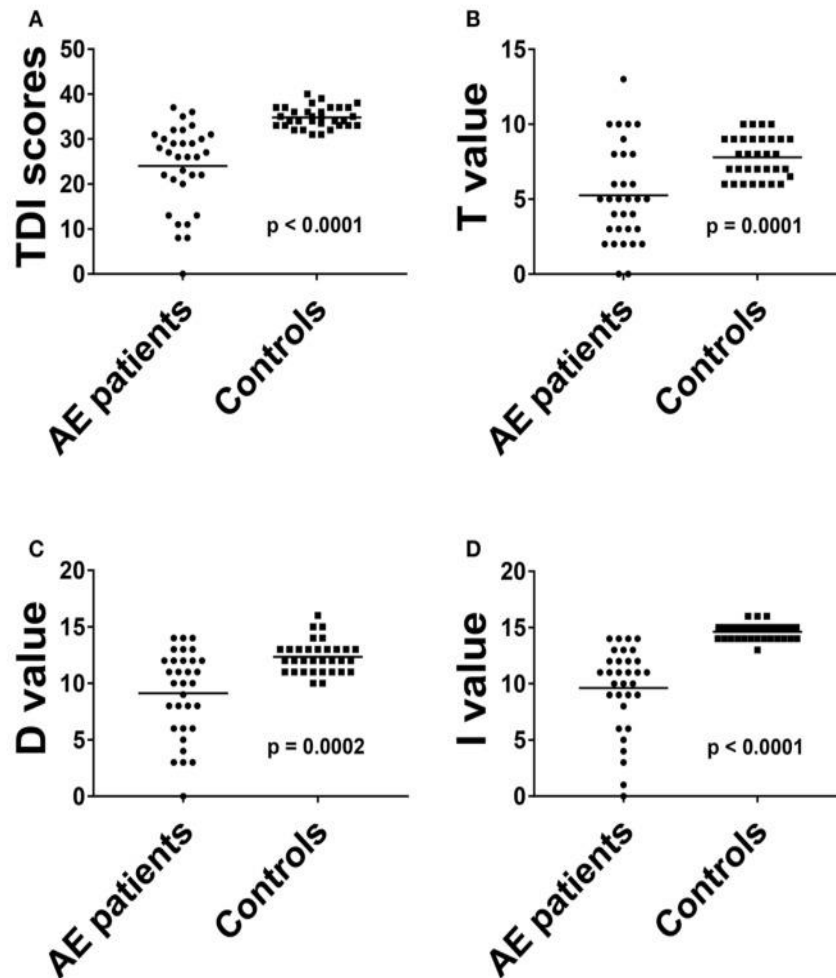 A
TDI scores
50
40
30
20
10
0
p < 0.0001
AE patients
Controls
B
T value
15
10
5
0
p = 0.0001
AE patients
Controls
C
D value
20
15
10
5
0
p = 0.0002
AE patients
Controls
D
I value
20
15
10
5
0
p < 0.0001
AE patients
Controls